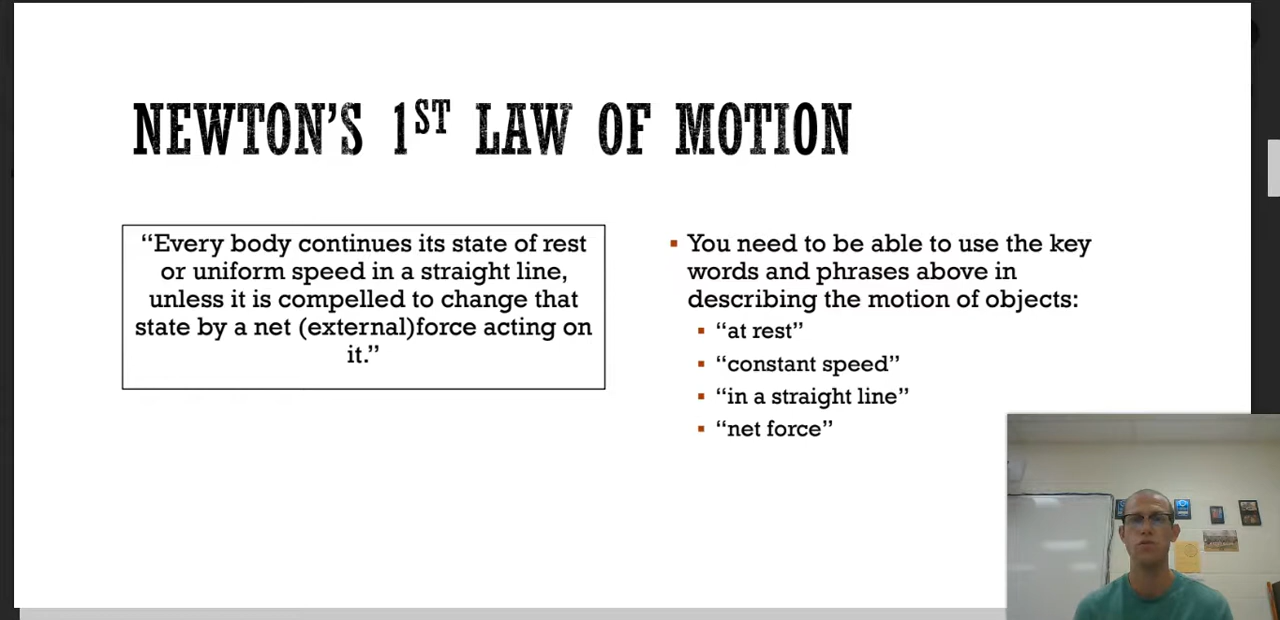 NEWTON'S 1ST LAW OF MOTION
“Every body continues its state of rest
or uniform speed in a straight line,
unless it is compelled to change that
state by a net (external)force acting on
it.”
▪ You need to be able to use the key
words and phrases above in
describing the motion of objects:
▪ “at rest”
▪ “constant speed”
▪ “in a straight line”
▪ “net force”